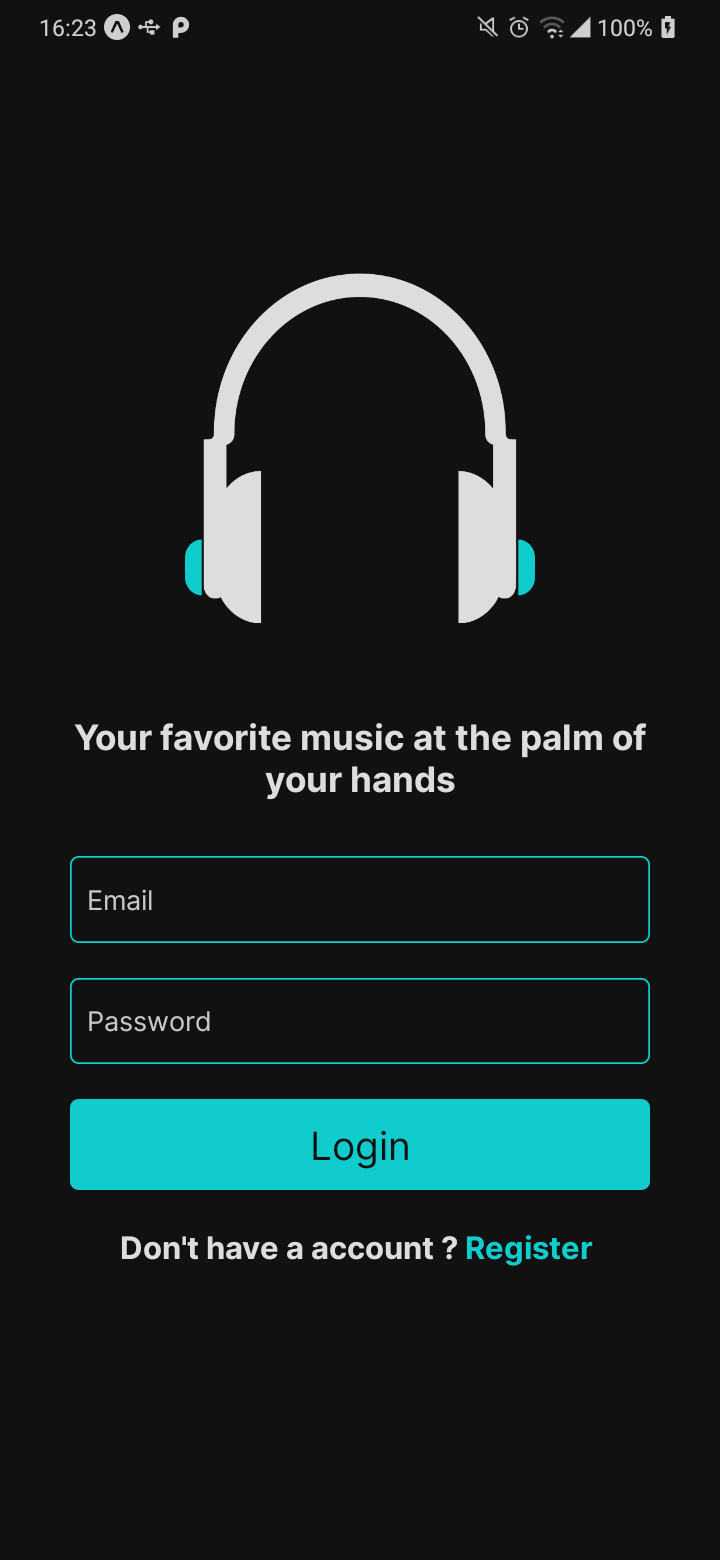 16:23 100%
Your favorite music at the palm of
your hands
Email
Password
Login
Don't have a account ? Register